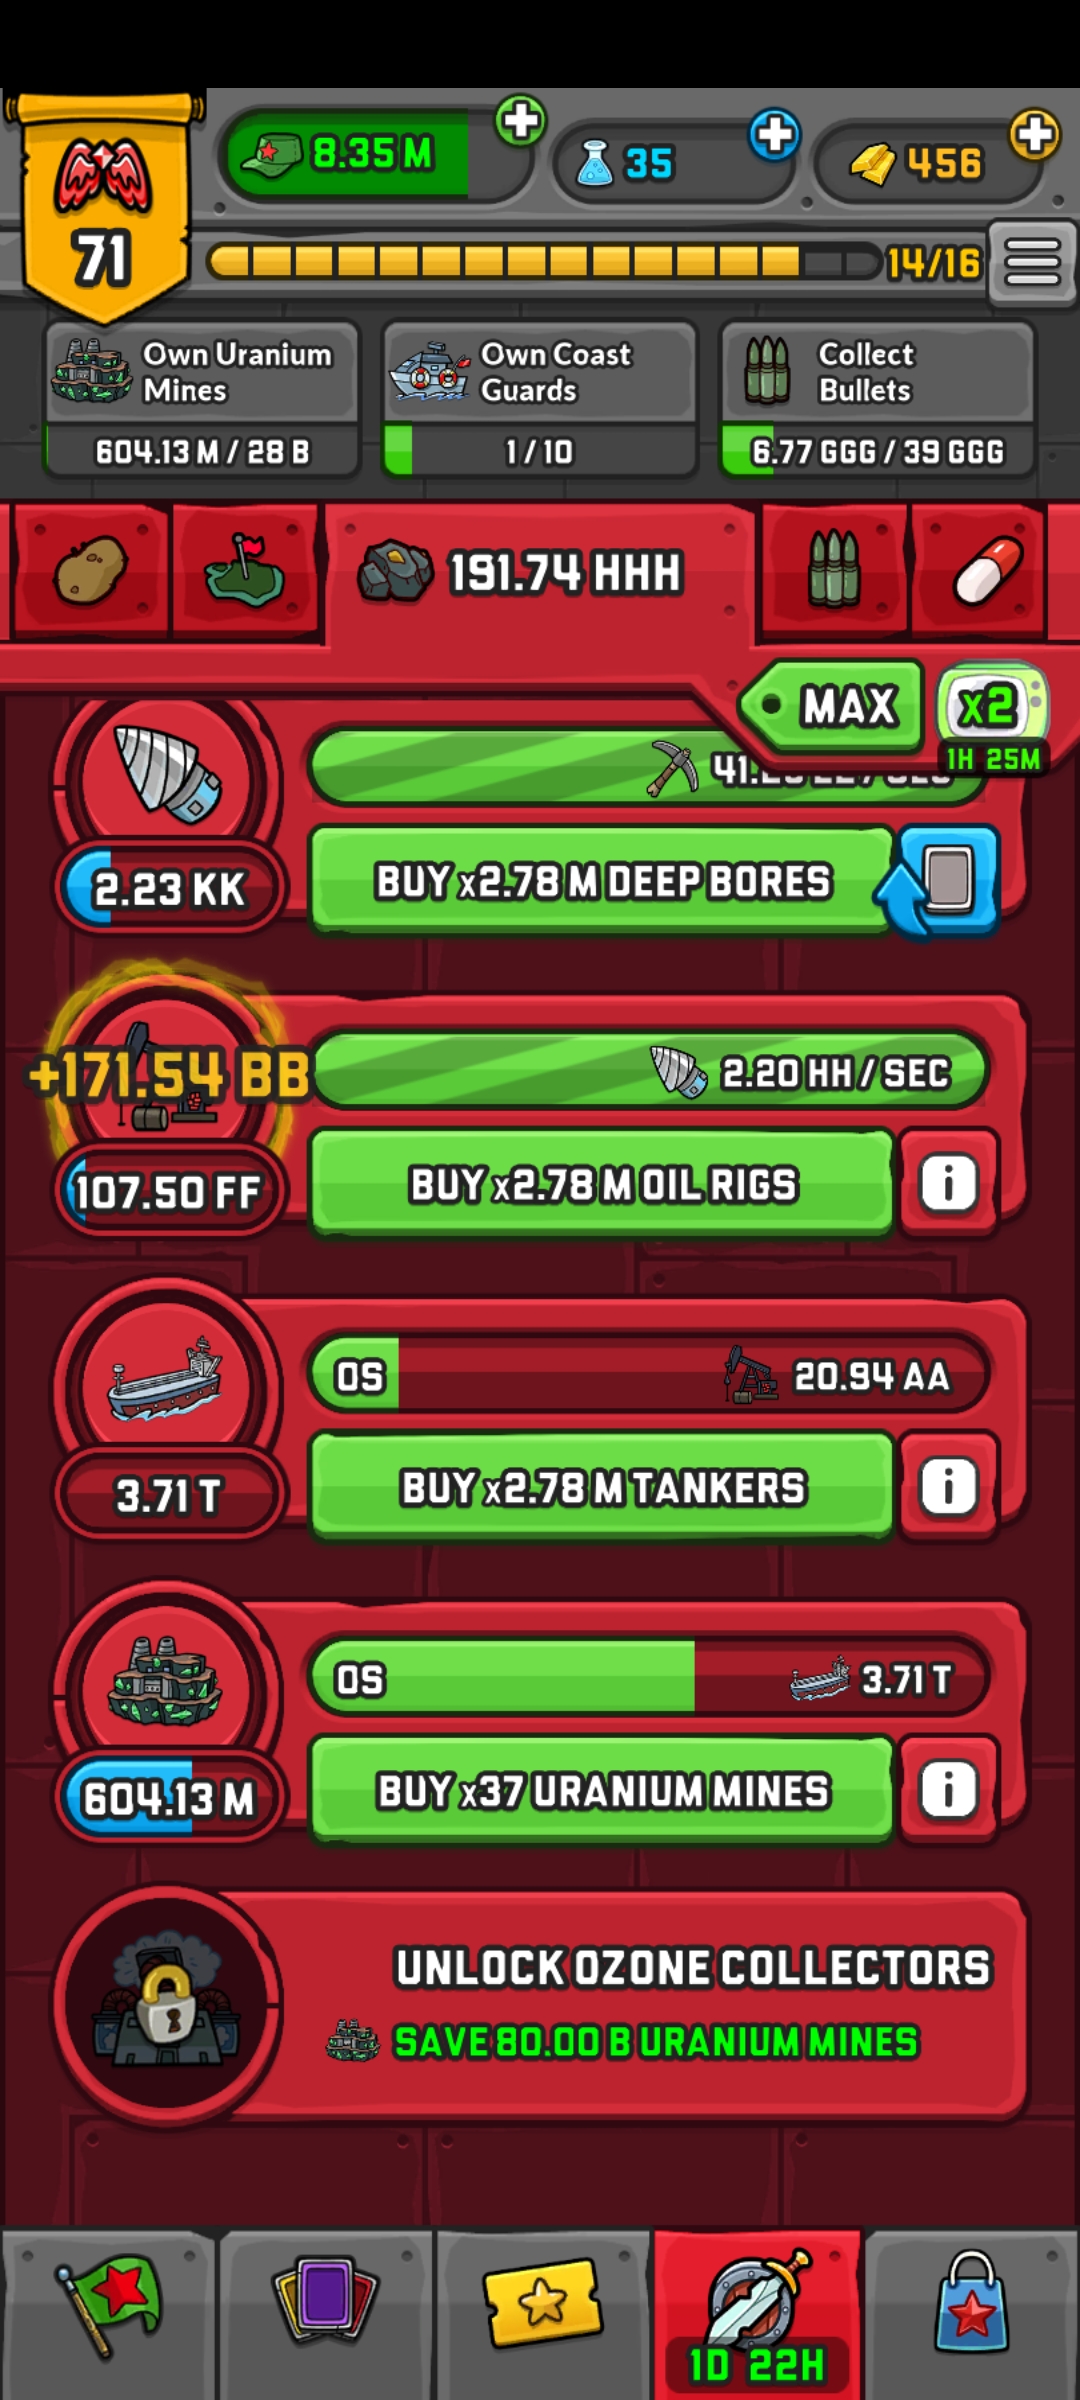 8.35 M
35
456
71
14/16
Own Uranium
Mines
604.13 M / 28 B
Own Coast
Guards
1 / 10
Collect
Bullets
6.77 GGG / 39 GGG
191.74 HHH
MAX
x2
1H 25M
2.23 KK
BUY x2.78 M DEEP BORES
+171.54 BB
2.20 HH / SEC
107.50 FF
BUY x2.78 M OIL RIGS
0S
20.94 AA
3.71 T
BUY x2.78 M TANKERS
0S
3.71 T
604.13 M
BUY x37 URANIUM MINES
UNLOCK OZONE COLLECTORS
SAVE 80.00 B URANIUM MINES
1D 22H